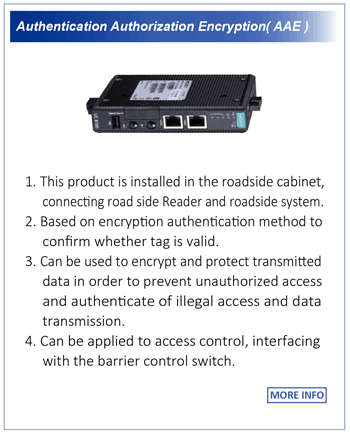 Authentication Authorization Encryption( AAE )
1. This product is installed in the roadside cabinet,
connecting road side Reader and roadside system.
2. Based on encryption authentication method to
confirm whether tag is valid.
3. Can be used to encrypt and protect transmitted
data in order to prevent unauthorized access
and authenticate of illegal access and data
transmission.
4. Can be applied to access control, interfacing
with the barrier control switch.
MORE INFO